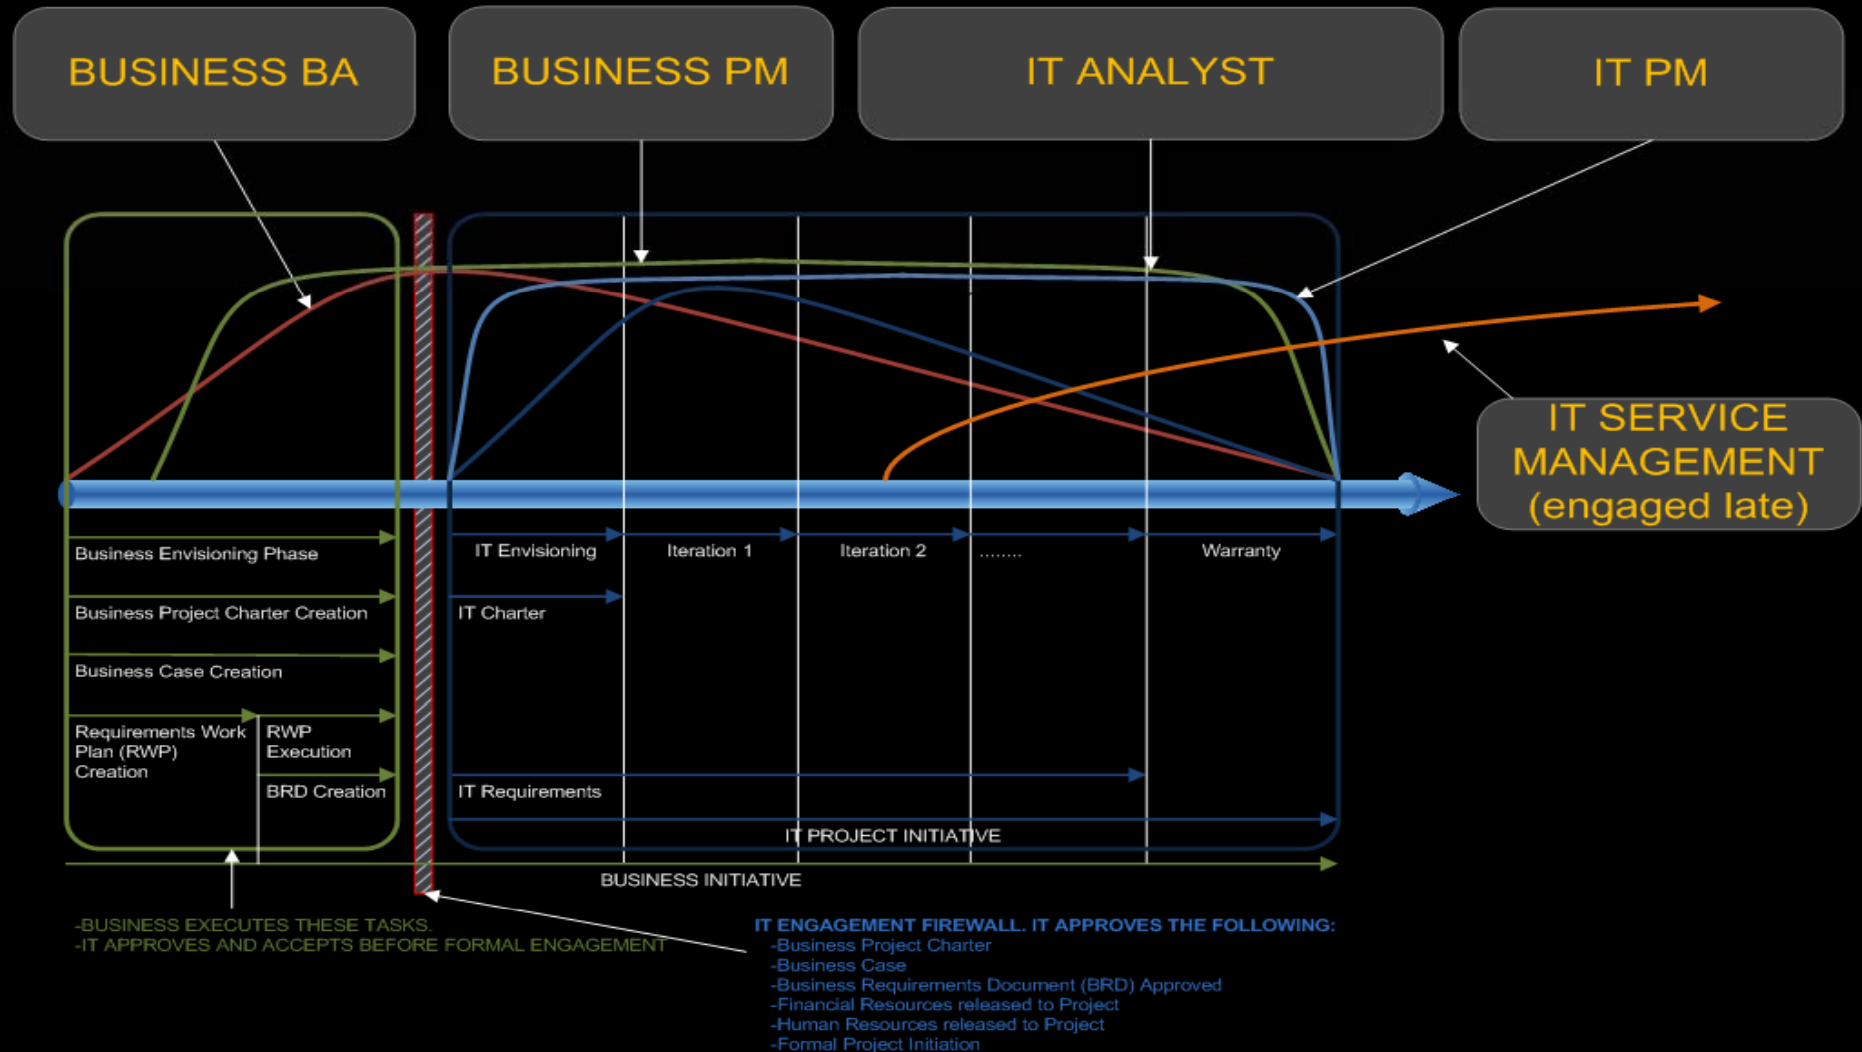 BUSINESS BA
BUSINESS PM
IT ANALYST
IT PM
IT SERVICE
MANAGEMENT
(engaged late)
Business Envisioning Phase
IT Envisioning
Iteration 1
Iteration 2
........
Warranty
Business Project Charter Creation
IT Charter
Business Case Creation
Requirements Work
Plan (RWP)
Creation
RWP
Execution
BRD Creation
IT Requirements
IT PROJECT INITIATIVE
BUSINESS INITIATIVE
-BUSINESS EXECUTES THESE TASKS.
-IT APPROVES AND ACCEPTS BEFORE FORMAL ENGAGEMENT
IT ENGAGEMENT FIREWALL. IT APPROVES THE FOLLOWING:
-Business Project Charter
-Business Case
-Business Requirements Document (BRD) Approved
-Financial Resources released to Project
-Human Resources released to Project
-Formal Project Initiation